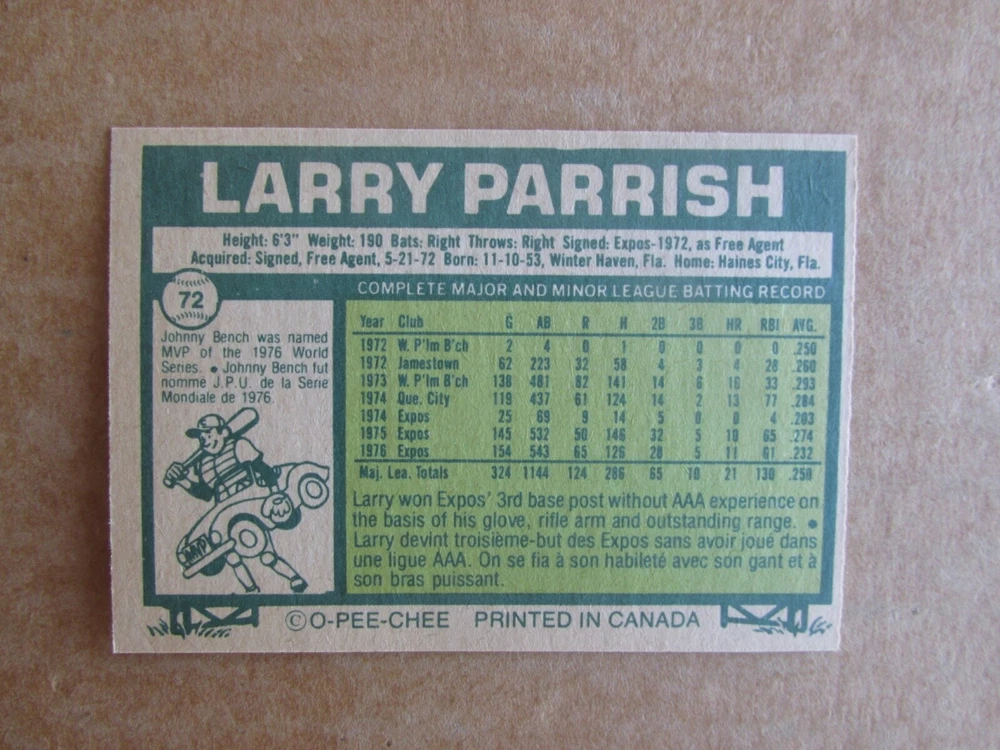 LARRY PARRISH
Height: 6'3" Weight: 190 Bats: Right Throws: Right Signed: Expos-1972, as Free Agent
Acquired: Signed, Free Agent, 5-21-72 Born: 11-10-53, Winter Haven, Fla. Home: Haines City, Fla.
72
Johnny Bench was named
MVP of the 1976 World
Series. • Johnny Bench fut
nommé J.P.U. de la Serie
Mondiale de 1976.
MVP
COMPLETE MAJOR AND MINOR LEAGUE BATTING RECORD
Year Club G AB R H 2B 3B HR RBI AVG.
1972 W. P'lm B'ch 2 4 0 1 0 0 0 0 .250
1972 Jamestown 62 223 32 58 4 3 4 28 .260
1973 W. P'lm B'ch 138 481 82 141 14 6 16 33 .293
1974 Que. City 119 437 61 124 14 2 13 77 .284
1974 Expos 25 69 9 14 5 0 0 4 .203
1975 Expos 145 532 50 146 32 5 10 65 .274
1976 Expos 154 543 65 126 28 5 11 61 .232
Maj. Lea. Totals 324 1144 124 286 65 10 21 130 .250
Larry won Expos' 3rd base post without AAA experience on
the basis of his glove, rifle arm and outstanding range. •
Larry devint troisième-but des Expos sans avoir joué dans
une ligue AAA. On se fia à son habileté avec son gant et à
son bras puissant.
© O-PEE-CHEE PRINTED IN CANADA